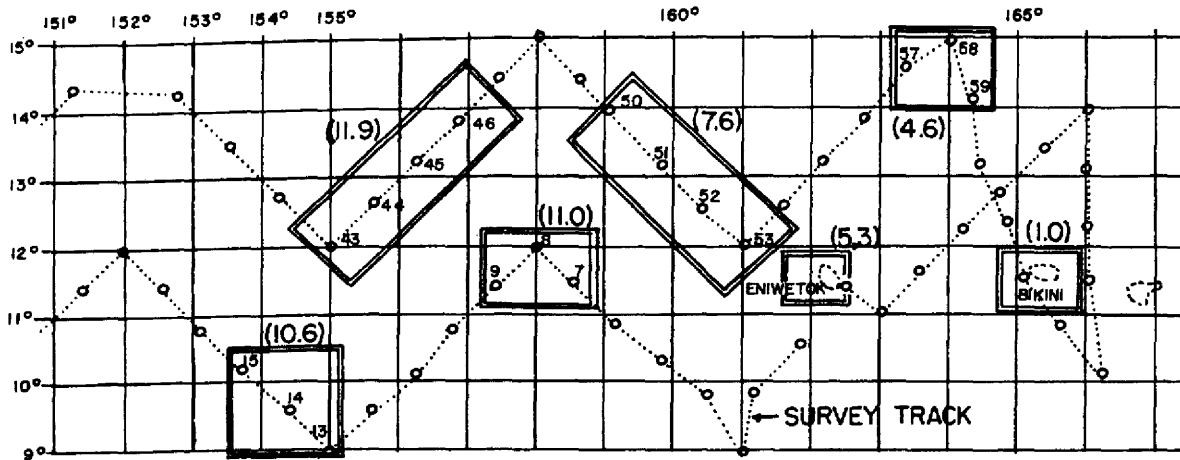 151° 152° 153° 154° 155° 160° 165°
15°
57 58
14° 50 59
(11.9) 46 (7.6) (4.6)
45 51
13°
44 52
(11.0)
12° 43 8 53 (5.3) (1.0)
9 7 ENIWETOK BIKINI
11°
(10.6)
15
10°
14
13 SURVEY TRACK
9°